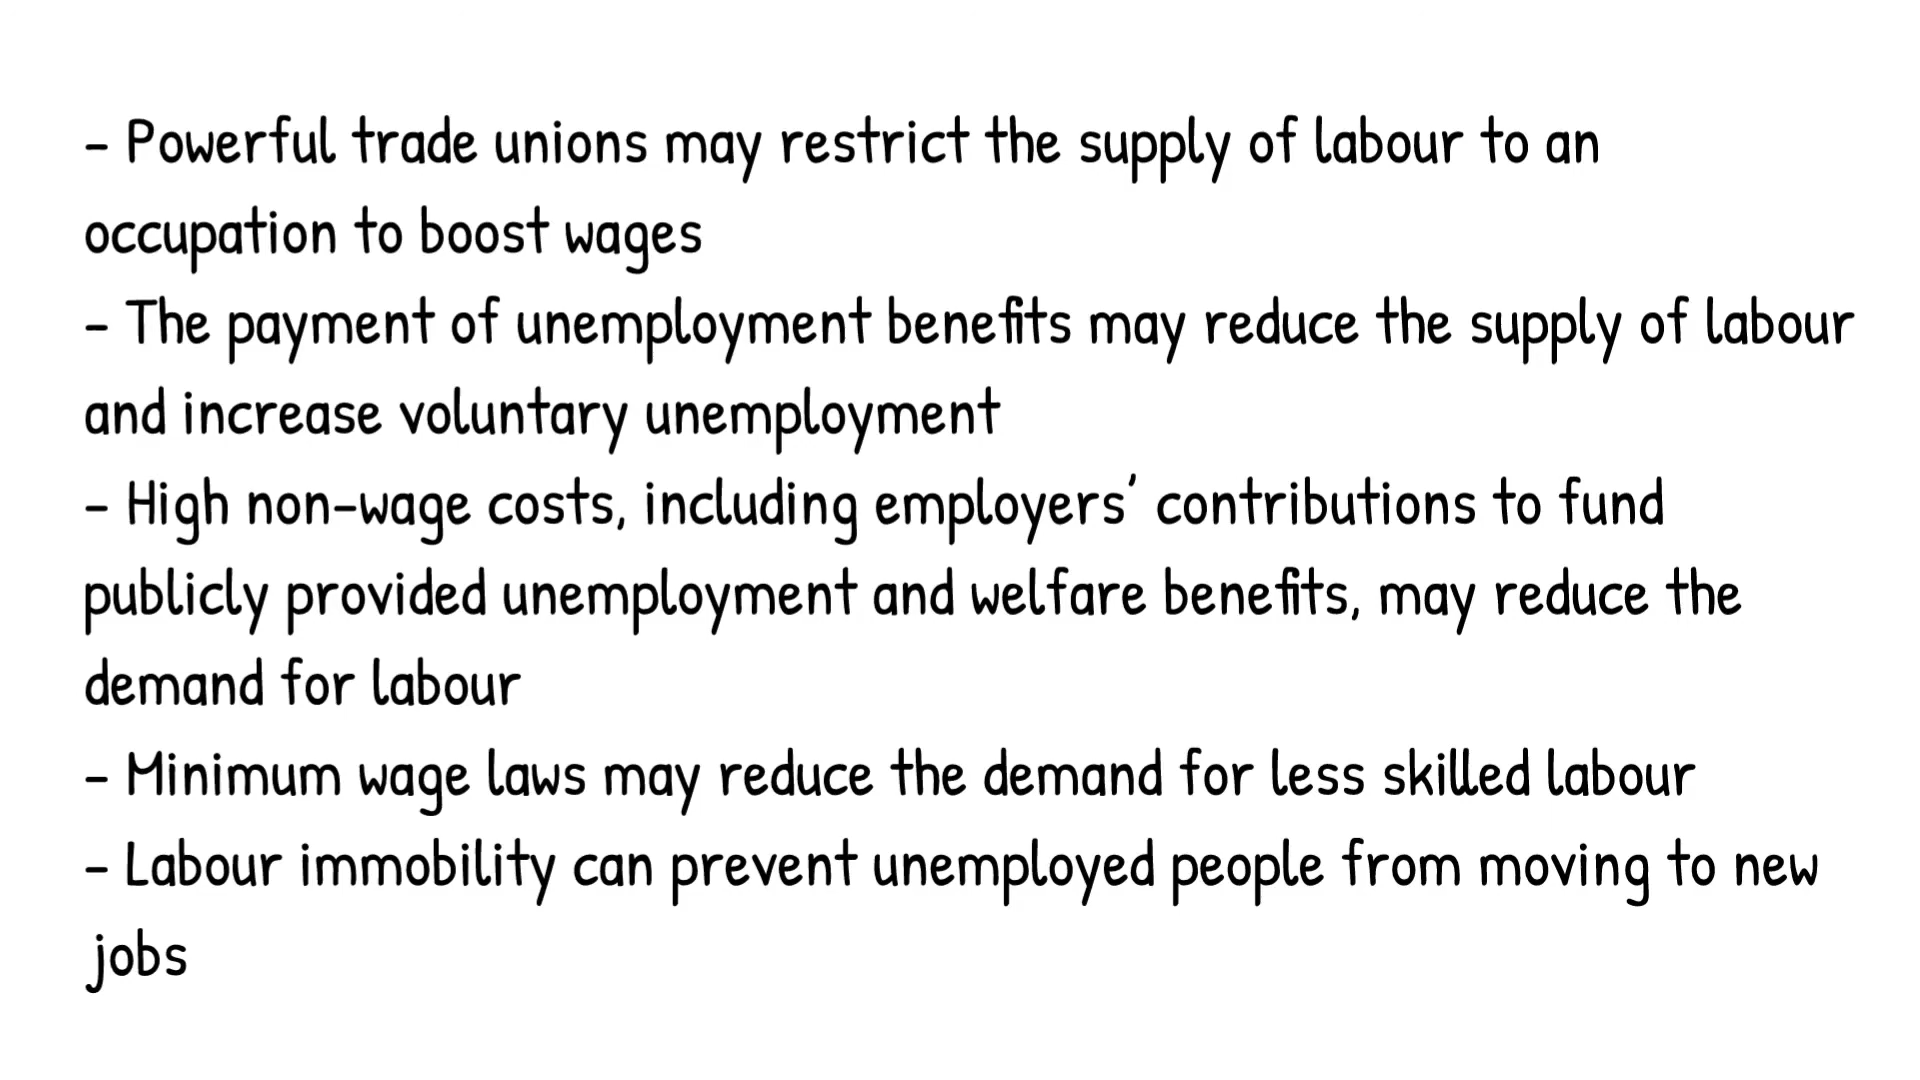 - Powerful trade unions may restrict the supply of labour to an
occupation to boost wages
- The payment of unemployment benefits may reduce the supply of labour
and increase voluntary unemployment
- High non-wage costs, including employers' contributions to fund
publicly provided unemployment and welfare benefits, may reduce the
demand for labour
- Minimum wage laws may reduce the demand for less skilled labour
- Labour immobility can prevent unemployed people from moving to new
jobs